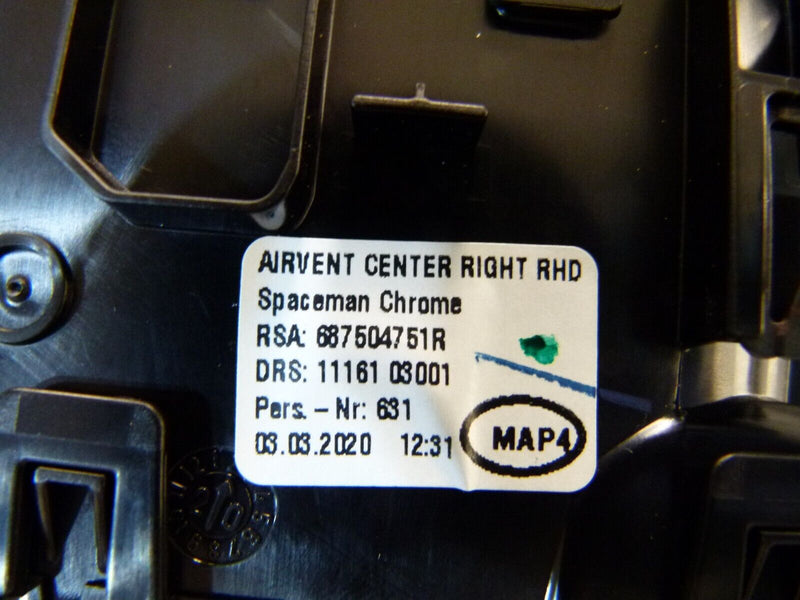 AIRVENT CENTER RIGHT RHD
Spaceman Chrome
RSA: 687504751R
DRS: 11161 03001
Pers. - Nr: 631
03.03.2020 12:31
MAP4